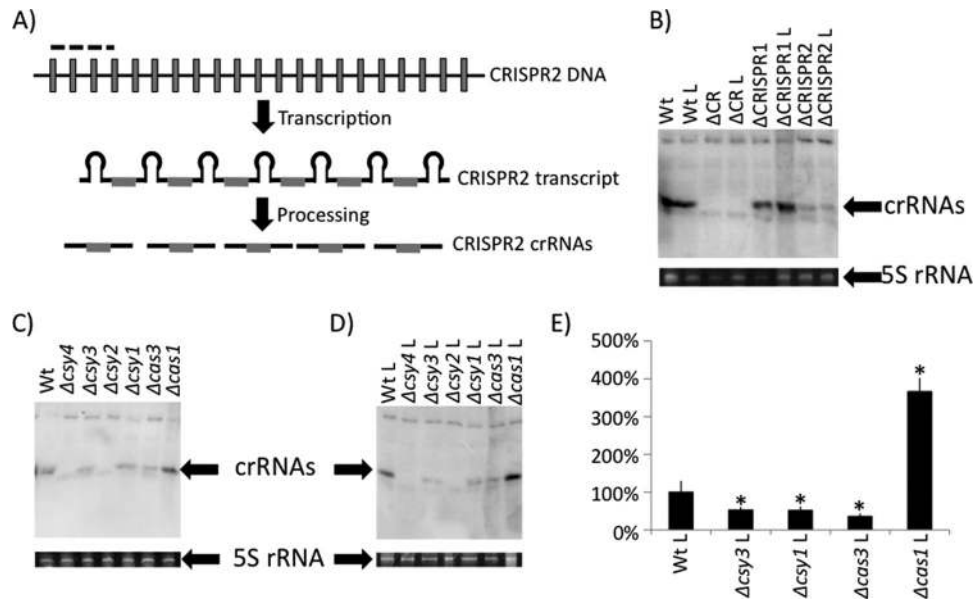 A)
CRISPR2 DNA
Transcription
CRISPR2 transcript
Processing
CRISPR2 crRNAs
B)
Wt
Wt L
ΔCR
ΔCR L
ΔCRISPR1
ΔCRISPR1 L
ΔCRISPR2
ΔCRISPR2 L
crRNAs
5S rRNA
C)
Wt
Δcsy4
Δcsy3
Δcsy2
Δcsy1
Δcas3
Δcas1
crRNAs
5S rRNA
D)
Wt L
Δcsy4 L
Δcsy3 L
Δcsy2 L
Δcsy1 L
Δcas3 L
Δcas1 L
E)
500%
400%
300%
200%
100%
0%
*
*
*
*
Wt L
Δcsy3 L
Δcsy1 L
Δcas3 L
Δcas1 L